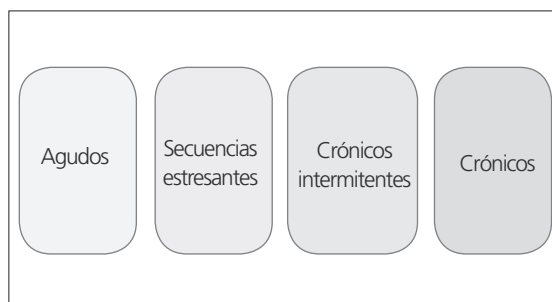 Agudos
Secuencias
estresantes
Crónicos
intermitentes
Crónicos